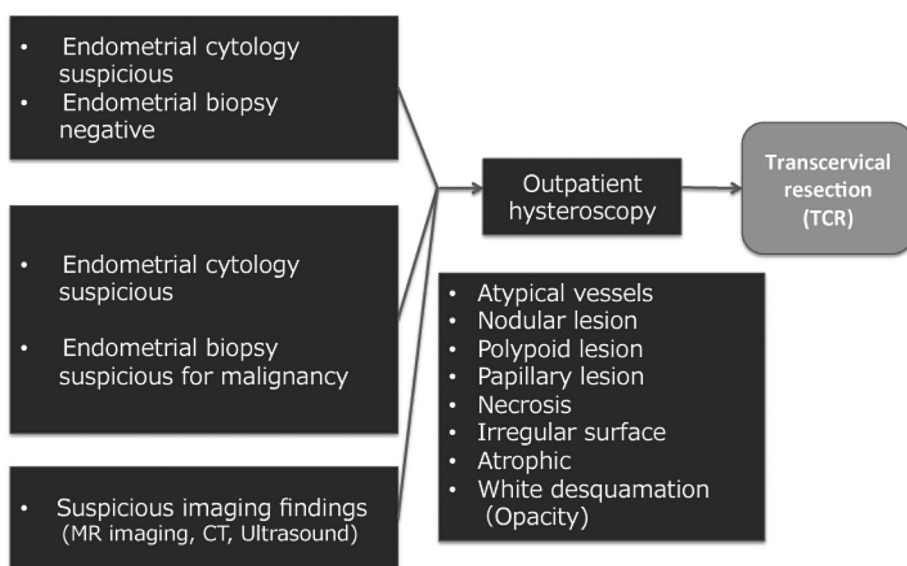 • Endometrial cytology
suspicious
• Endometrial biopsy
negative
• Endometrial cytology
suspicious
• Endometrial biopsy
suspicious for malignancy
• Suspicious imaging findings
(MR imaging, CT, Ultrasound)
Outpatient
hysteroscopy
Transcervical
resection
(TCR)
• Atypical vessels
• Nodular lesion
• Polypoid lesion
• Papillary lesion
• Necrosis
• Irregular surface
• Atrophic
• White desquamation
(Opacity)